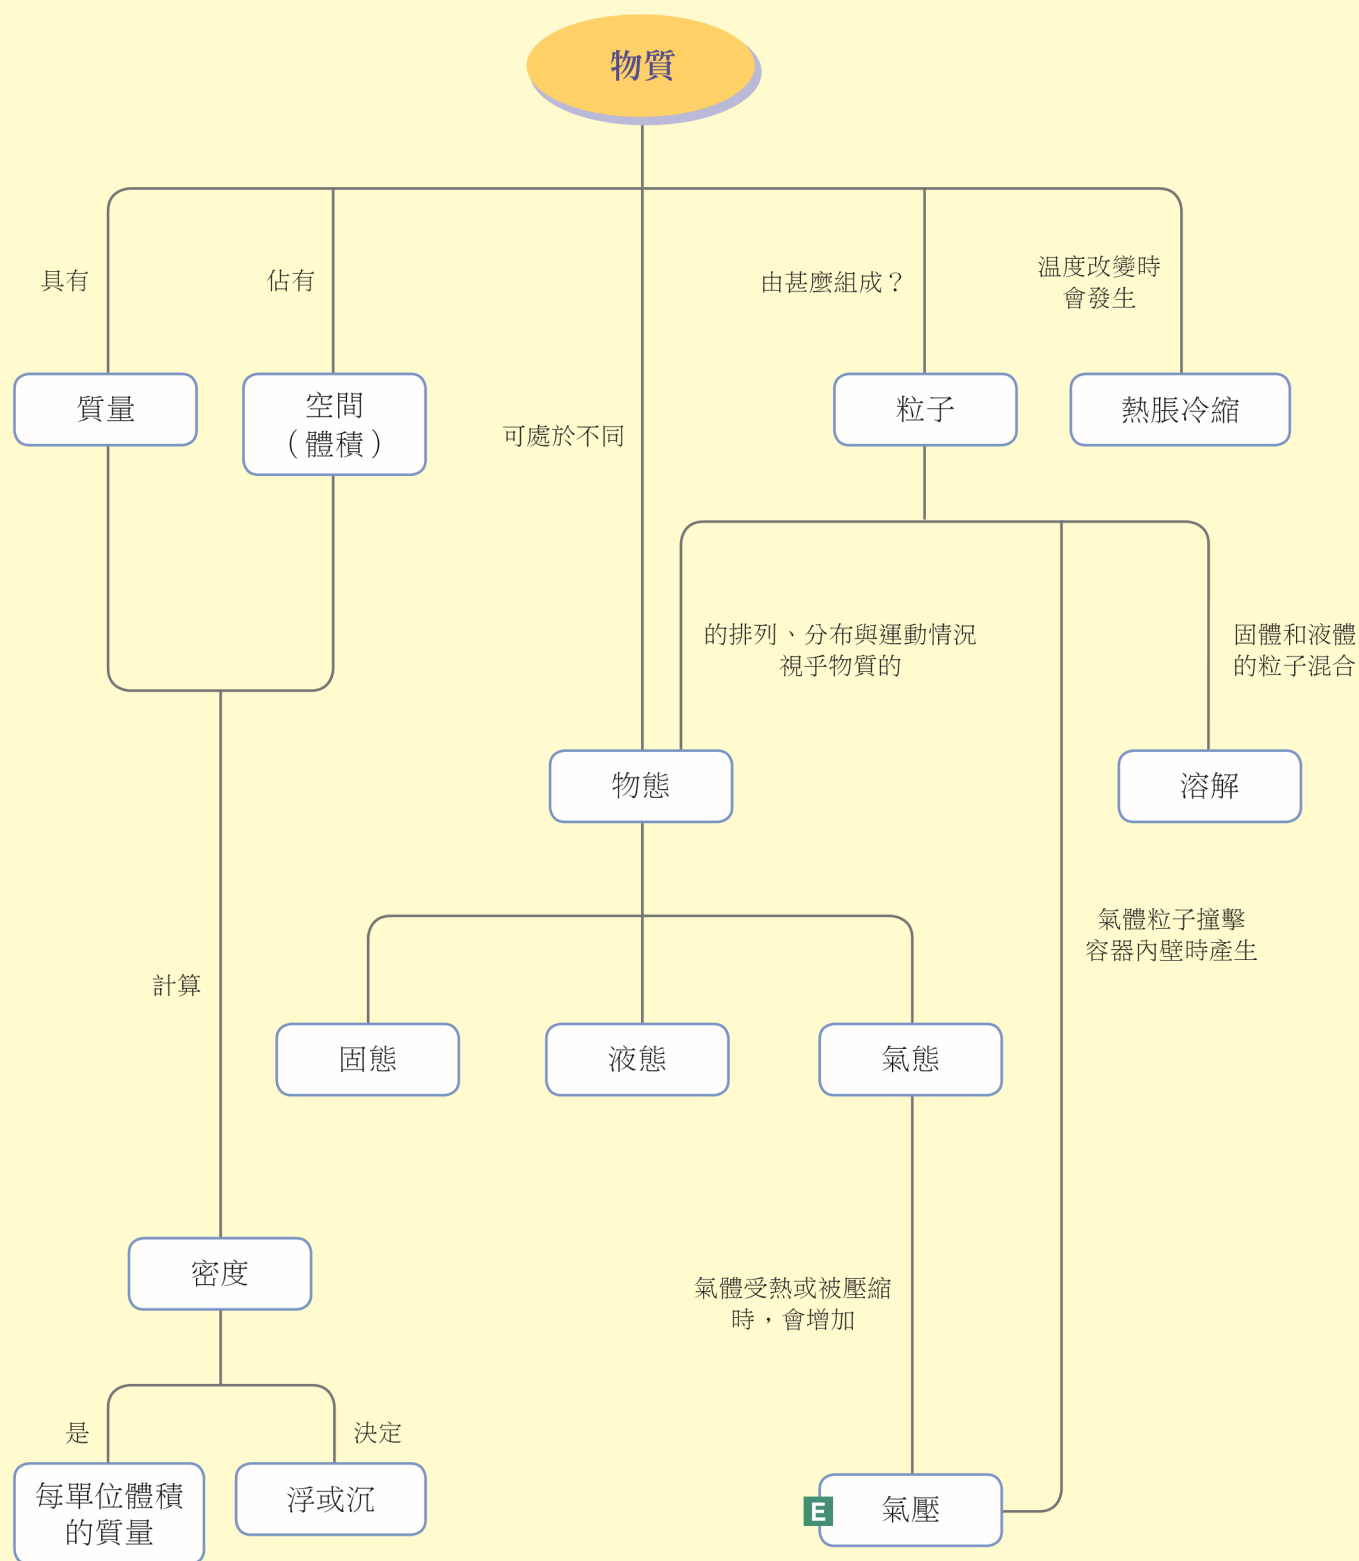 物質
具有
佔有
由甚麼組成？
温度改變時
會發生
質量
空間
（體積）
可處於不同
粒子
熱脹冷縮
的排列、分布與運動情況
視乎物質的
固體和液體
的粒子混合
物態
溶解
氣體粒子撞擊
容器內壁時產生
計算
固態
液態
氣態
密度
氣體受熱或被壓縮
時，會增加
是
決定
每單位體積
的質量
浮或沉
E
氣壓